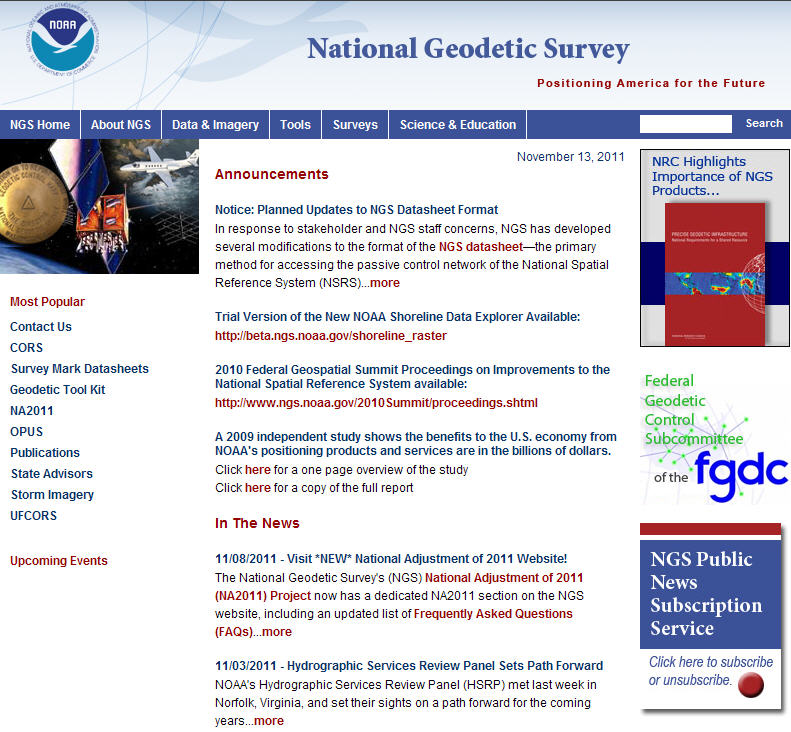 NOAA
National Geodetic Survey
Positioning America for the Future
NGS Home
About NGS
Data & Imagery
Tools
Surveys
Science & Education
Search
November 13, 2011
Most Popular
Contact Us
CORS
Survey Mark Datasheets
Geodetic Tool Kit
NA2011
OPUS
Publications
State Advisors
Storm Imagery
UFCORS
Upcoming Events
Announcements
Notice: Planned Updates to NGS Datasheet Format
In response to stakeholder and NGS staff concerns, NGS has developed
several modifications to the format of the NGS datasheet—the primary
method for accessing the passive control network of the National Spatial
Reference System (NSRS)...more
Trial Version of the New NOAA Shoreline Data Explorer Available:
http://beta.ngs.noaa.gov/shoreline_raster
2010 Federal Geospatial Summit Proceedings on Improvements to the
National Spatial Reference System available:
http://www.ngs.noaa.gov/2010Summit/proceedings.shtml
A 2009 independent study shows the benefits to the U.S. economy from
NOAA's positioning products and services are in the billions of dollars.
Click here for a one page overview of the study
Click here for a copy of the full report
In The News
11/08/2011 - Visit *NEW* National Adjustment of 2011 Website!
The National Geodetic Survey's (NGS) National Adjustment of 2011
(NA2011) Project now has a dedicated NA2011 section on the NGS
website, including an updated list of Frequently Asked Questions
(FAQs)...more
11/03/2011 - Hydrographic Services Review Panel Sets Path Forward
NOAA's Hydrographic Services Review Panel (HSRP) met last week in
Norfolk, Virginia, and set their sights on a path forward for the coming
years...more
NRC Highlights
Importance of NGS
Products...
PRECISE GEODETIC INFRASTRUCTURE
National Requirements for a Shared Resource
Federal
Geodetic
Control
Subcommittee
of the fgdc
NGS Public
News
Subscription
Service
Click here to subscribe
or unsubscribe.